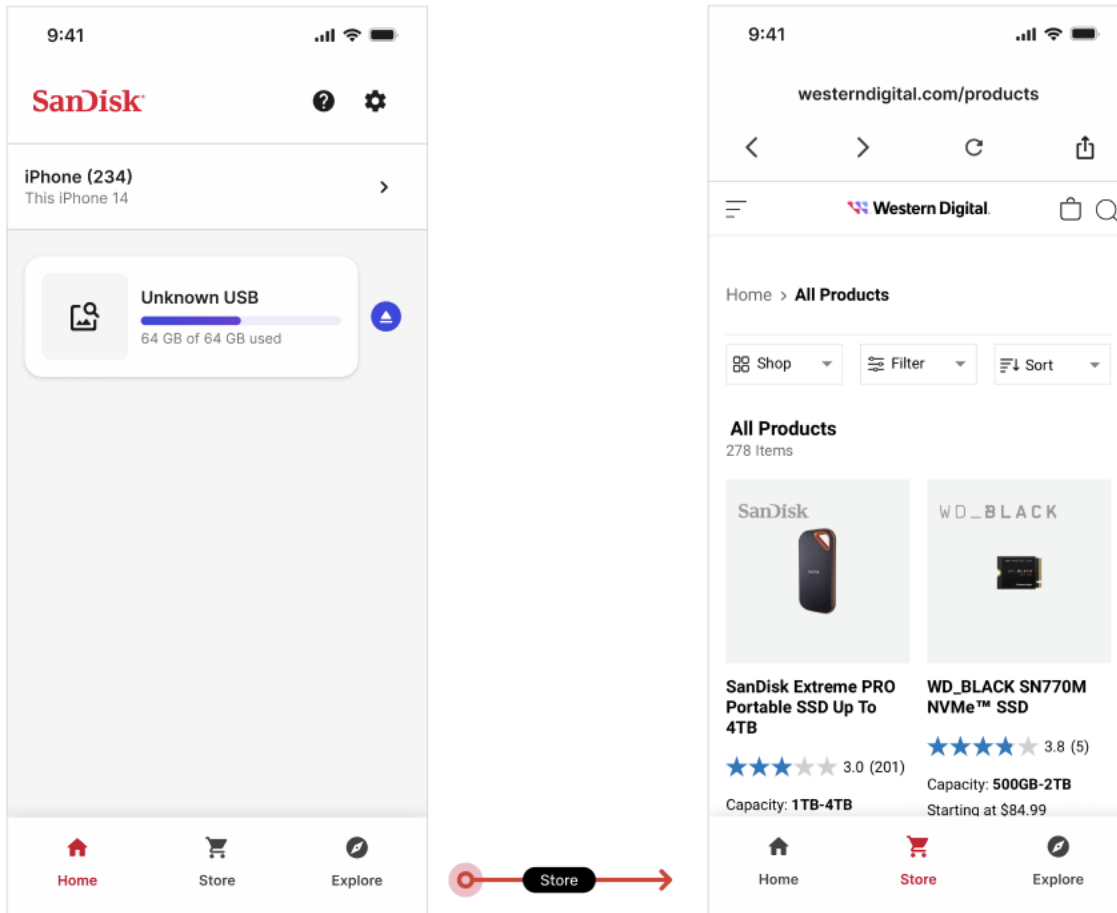 9:41
SanDisk
iPhone (234)
This iPhone 14
Unknown USB
64 GB of 64 GB used
Home
Store
Explore
Store
9:41
westerndigital.com/products
Western Digital.
Home > All Products
Shop
Filter
Sort
All Products
278 Items
SanDisk
WD_BLACK
SanDisk Extreme PRO
Portable SSD Up To
4TB
3.0 (201)
Capacity: 1TB-4TB
WD_BLACK SN770M
NVMe™ SSD
3.8 (5)
Capacity: 500GB-2TB
Starting at $84.99
Home
Store
Explore